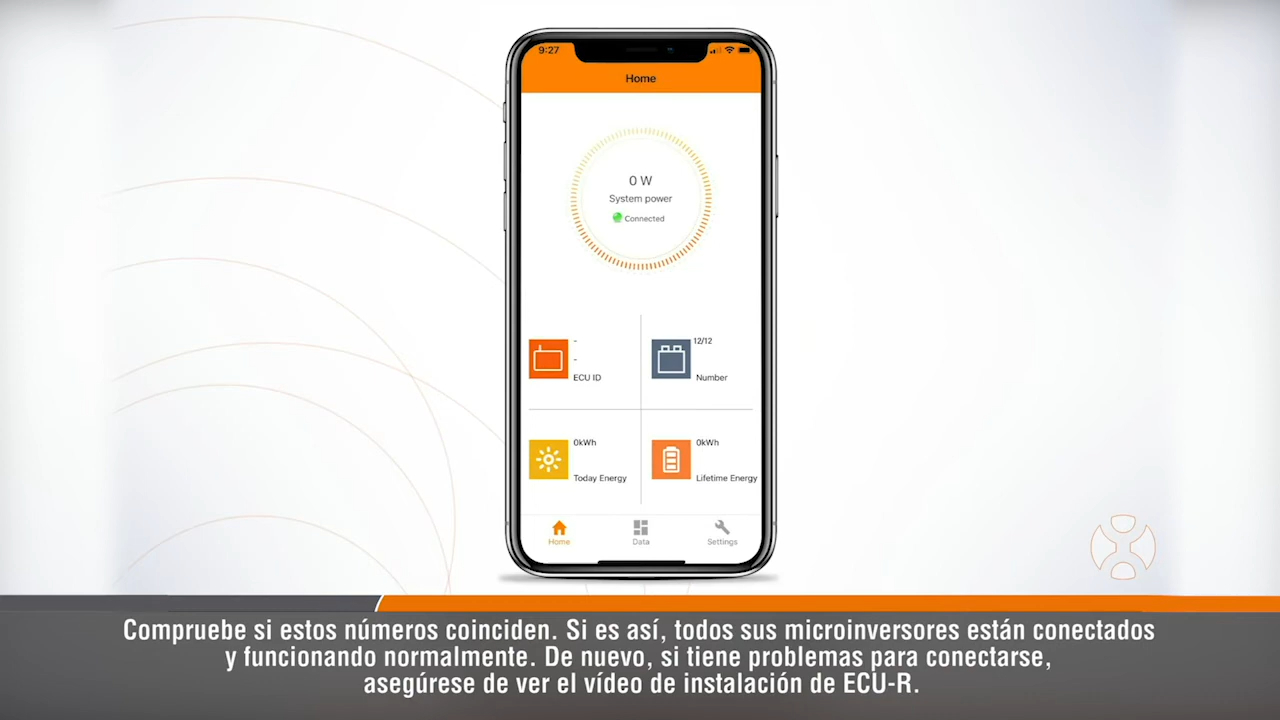 9:27
Home
0 W
System power
Connected
-
-
ECU ID
12/12
Number
0kWh
Today Energy
0kWh
Lifetime Energy
Home
Data
Settings
Compruebe si estos números coinciden. Si es así, todos sus microinversores están conectados
y funcionando normalmente. De nuevo, si tiene problemas para conectarse,
asegúrese de ver el vídeo de instalación de ECU-R.